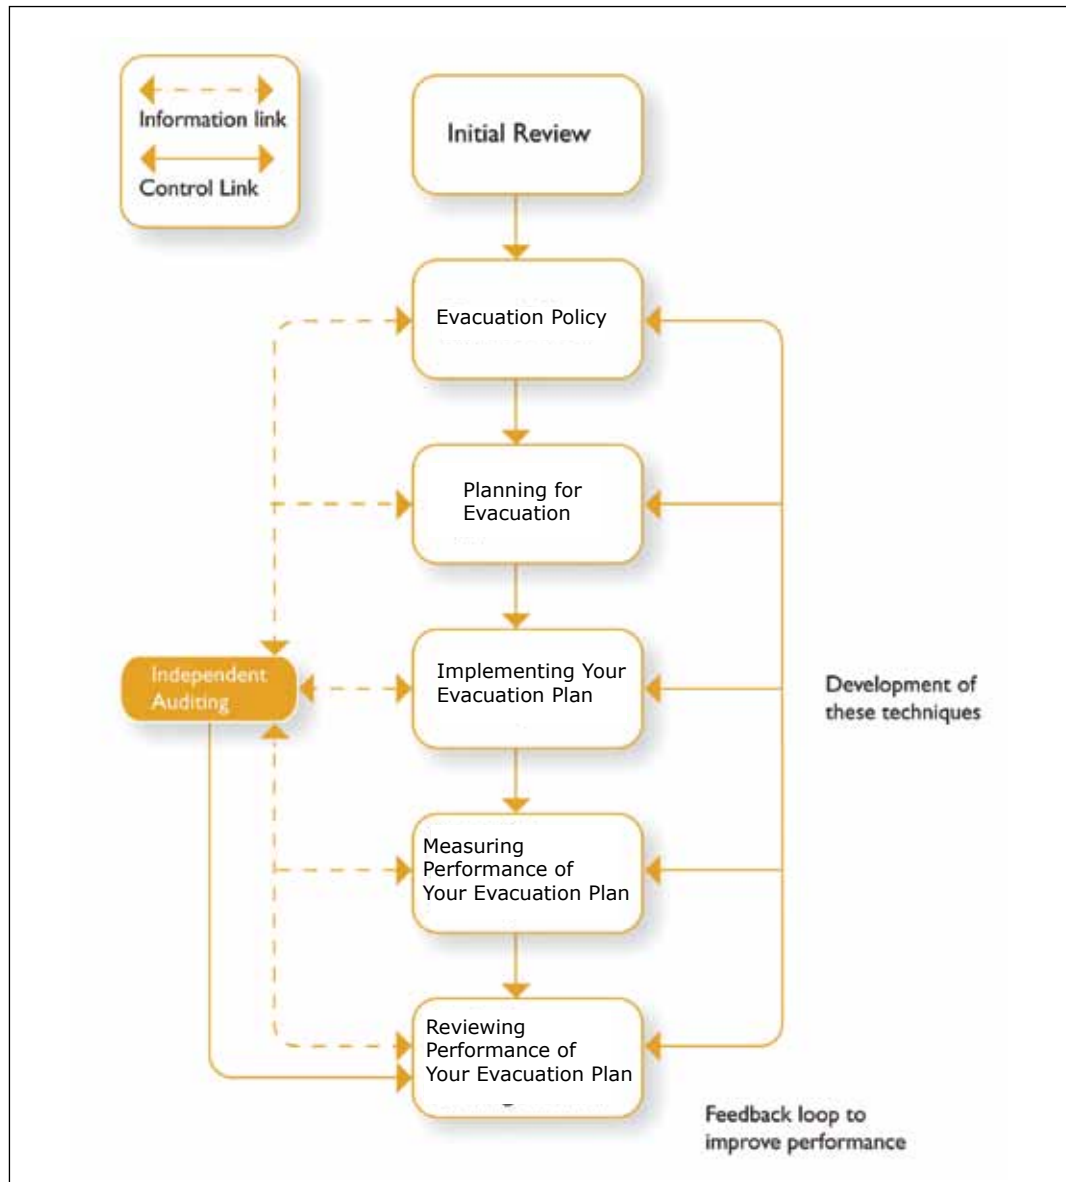 Information link
Control Link
Initial Review
Evacuation Policy
Planning for
Evacuation
Implementing Your
Evacuation Plan
Independent
Auditing
Development of
these techniques
Measuring
Performance of
Your Evacuation Plan
Reviewing
Performance of
Your Evacuation Plan
Feedback loop to
improve performance